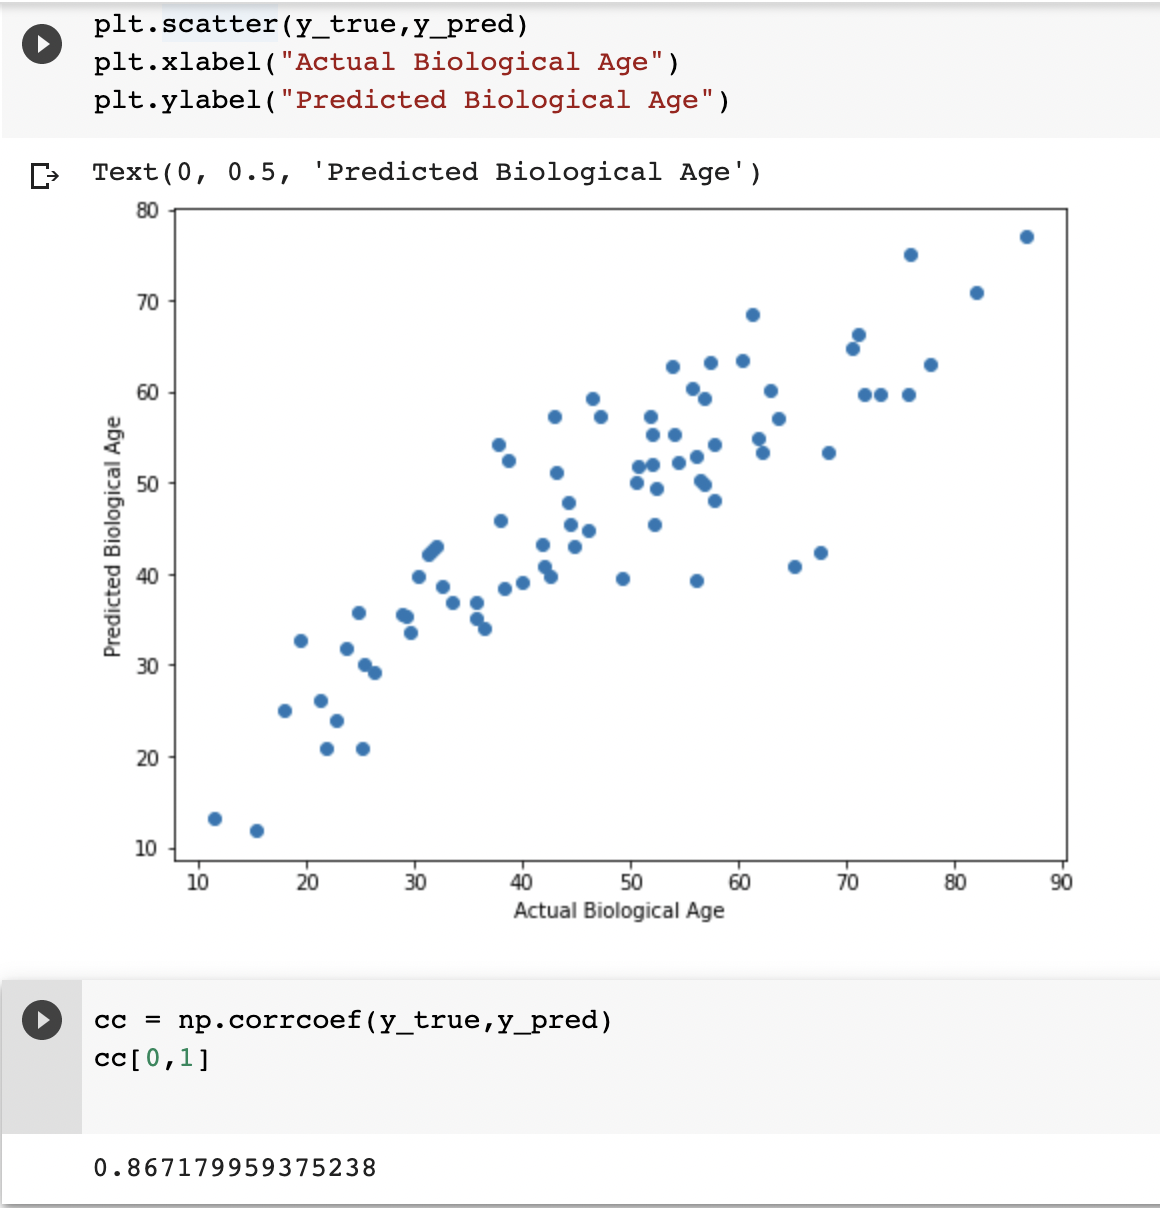 plt.scatter(y_true,y_pred)
plt.xlabel("Actual Biological Age")
plt.ylabel("Predicted Biological Age")
Text(0, 0.5, 'Predicted Biological Age')
80
70
60
50
40
30
20
10
Predicted Biological Age
10 20 30 40 50 60 70 80 90
Actual Biological Age
cc = np.corrcoef(y_true,y_pred)
cc[0,1]
0.867179959375238